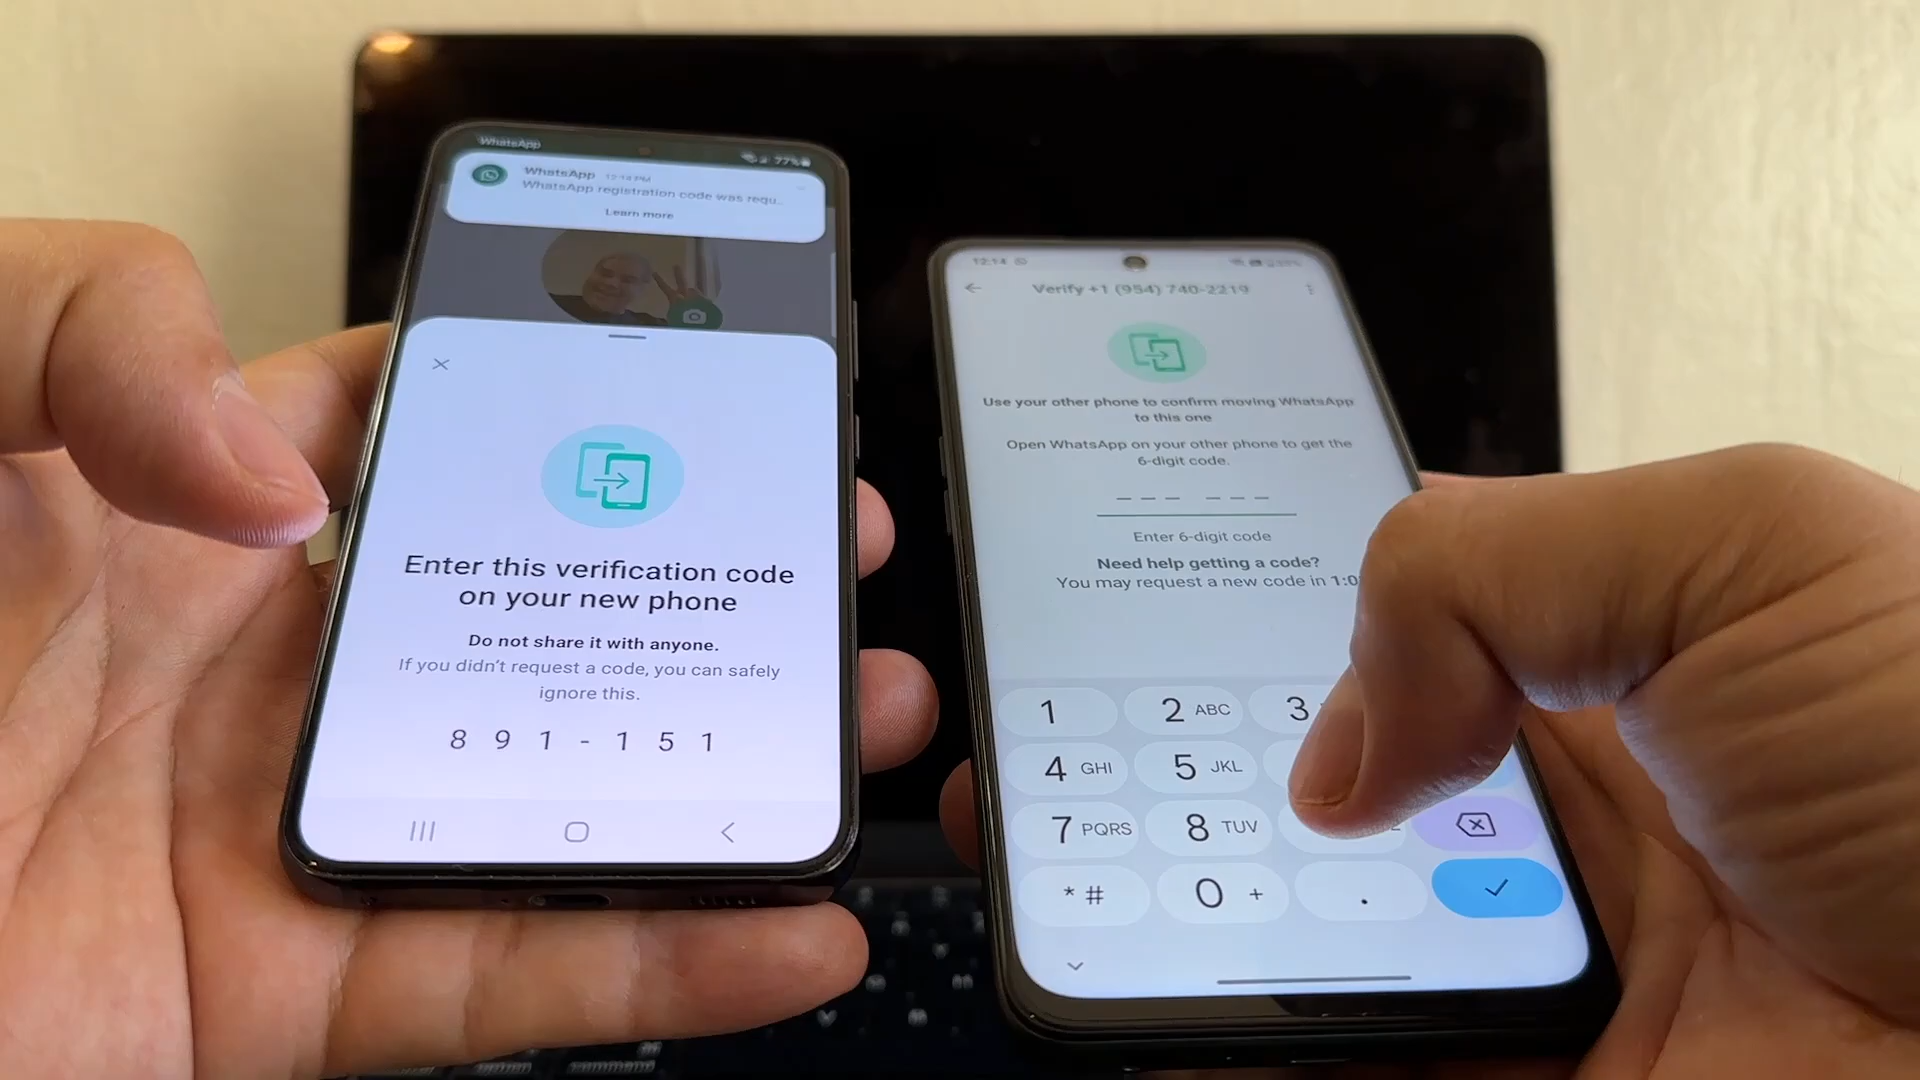 WhatsApp
77%
WhatsApp 12:14 PM
WhatsApp registration code was requ...
Learn more
Enter this verification code
on your new phone
Do not share it with anyone.
If you didn't request a code, you can safely
ignore this.
891-151
12:14
Verify +1 (954) 740-2219
Use your other phone to confirm moving WhatsApp
to this one
Open WhatsApp on your other phone to get the
6-digit code.
Enter 6-digit code
Need help getting a code?
You may request a new code in 1:0
1 2 ABC 3
4 GHI 5 JKL
7 PQRS 8 TUV
* # 0 + .